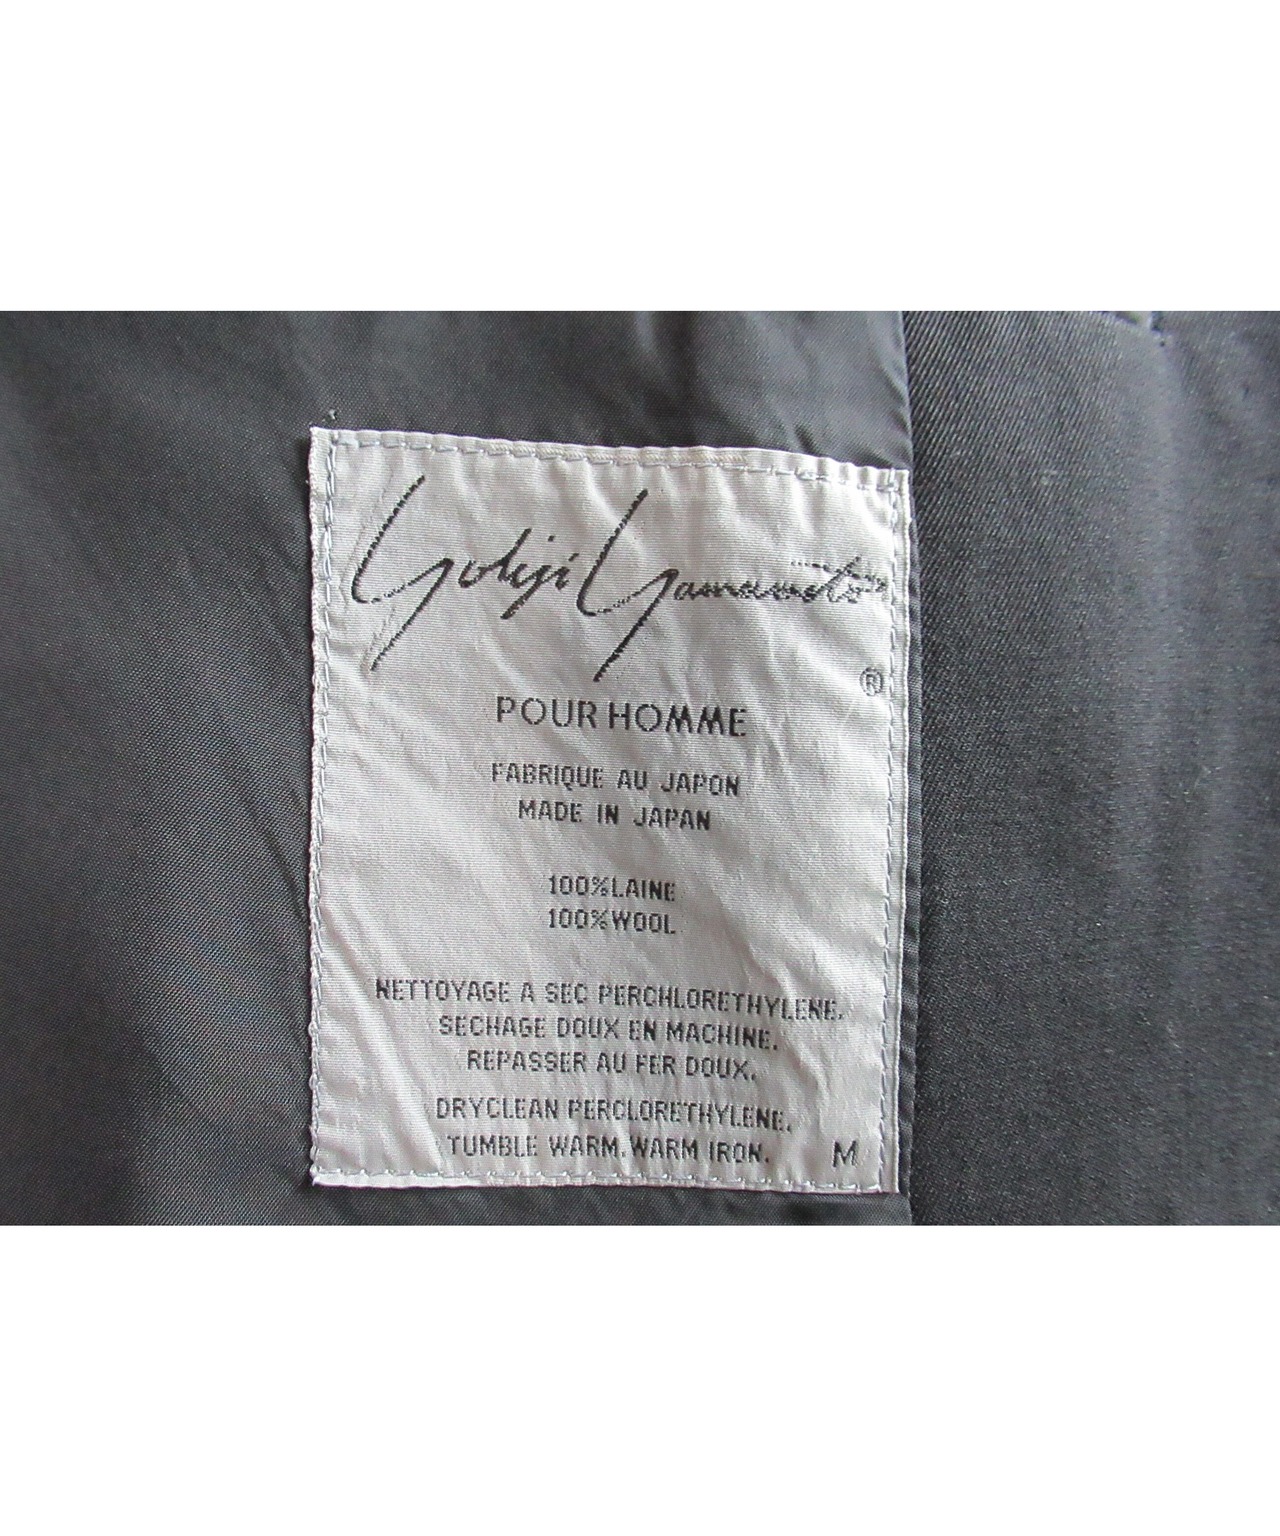 Yohji Yamamoto
®
POUR HOMME
FABRIQUE AU JAPON
MADE IN JAPAN
100%LAINE
100%WOOL
NETTOYAGE A SEC PERCHLORETHYLENE.
SECHAGE DOUX EN MACHINE.
REPASSER AU FER DOUX.
DRYCLEAN PERCLORETHYLENE.
TUMBLE WARM. WARM IRON. M